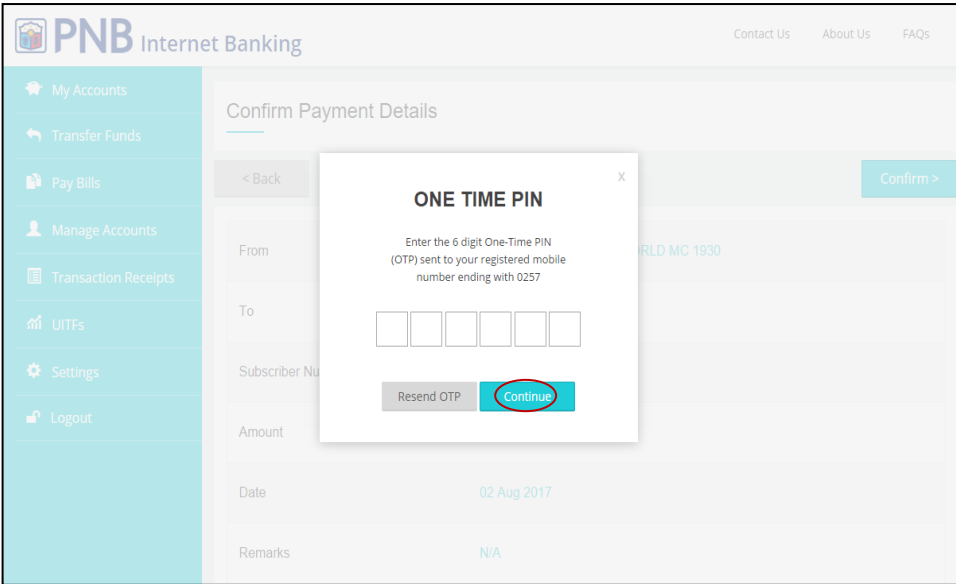 PNB Internet Banking
Contact Us About Us FAQs
My Accounts
Transfer Funds
Pay Bills
Manage Accounts
Transaction Receipts
UITFs
Settings
Logout
Confirm Payment Details
< Back
Confirm >
From
MC 1930
To
Subscriber
Amount
Date 02 Aug 2017
Remarks N/A
X
ONE TIME PIN
Enter the 6 digit One-Time PIN
(OTP) sent to your registered mobile
number ending with 0257
Resend OTP Continue